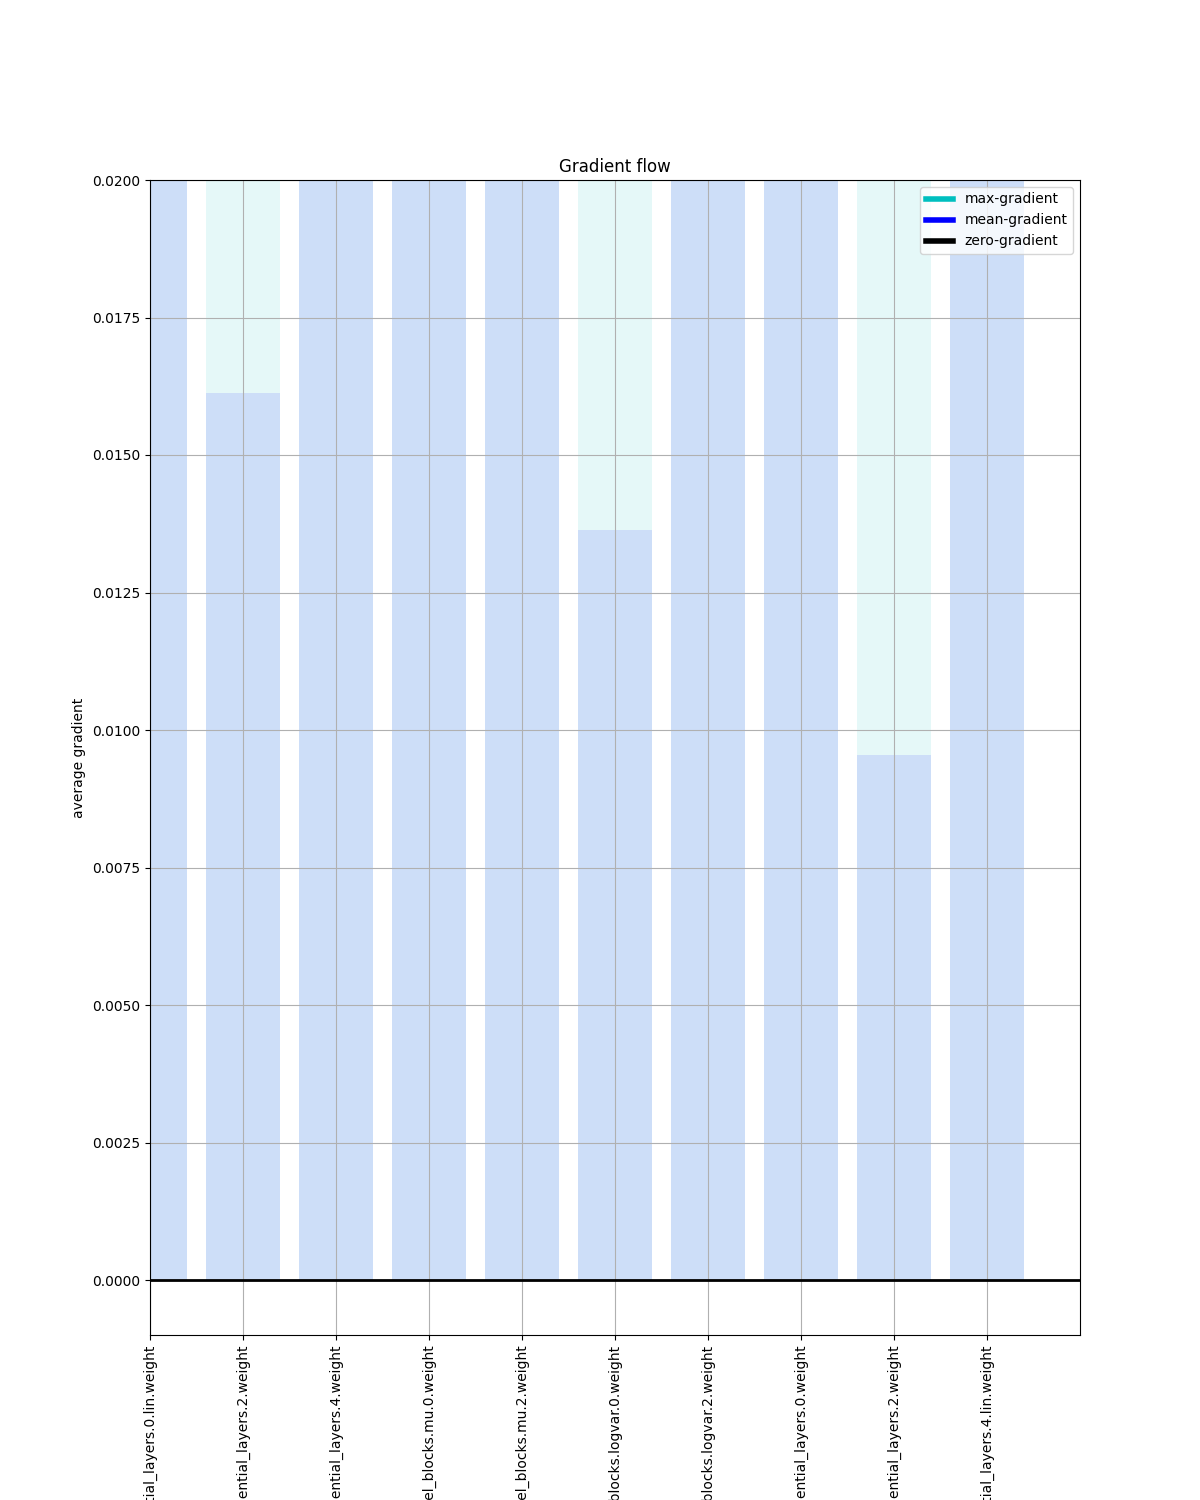 Gradient flow
max-gradient
mean-gradient
zero-gradient
average gradient
0.0200
0.0175
0.0150
0.0125
0.0100
0.0075
0.0050
0.0025
0.0000
tial_layers.0.lin.weight
ential_layers.2.weight
ential_layers.4.weight
el_blocks.mu.0.weight
el_blocks.mu.2.weight
blocks.logvar.0.weight
blocks.logvar.2.weight
ential_layers.0.weight
ential_layers.2.weight
tial_layers.4.lin.weight